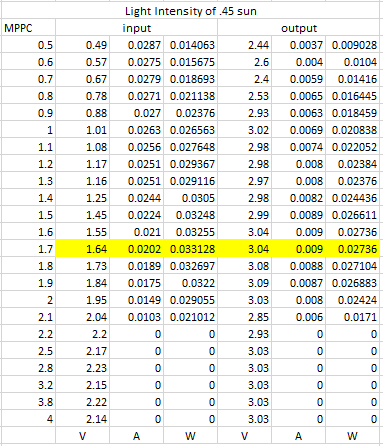 Light Intensity of .45 sun
MPPC input output
0.5 0.49 0.0287 0.014063 2.44 0.0037 0.009028
0.6 0.57 0.0275 0.015675 2.6 0.004 0.0104
0.7 0.67 0.0279 0.018693 2.4 0.0059 0.01416
0.8 0.78 0.0271 0.021138 2.53 0.0065 0.016445
0.9 0.88 0.027 0.02376 2.93 0.0063 0.018459
1 1.01 0.0263 0.026563 3.02 0.0069 0.020838
1.1 1.08 0.0256 0.027648 2.98 0.0074 0.022052
1.2 1.17 0.0251 0.029367 2.98 0.008 0.02384
1.3 1.16 0.0251 0.029116 2.97 0.008 0.02376
1.4 1.25 0.0244 0.0305 2.98 0.0082 0.024436
1.5 1.45 0.0224 0.03248 2.99 0.0089 0.026611
1.6 1.55 0.021 0.03255 3.04 0.009 0.02736
1.7 1.64 0.0202 0.033128 3.04 0.009 0.02736
1.8 1.73 0.0189 0.032697 3.08 0.0088 0.027104
1.9 1.84 0.0175 0.0322 3.09 0.0087 0.026883
2 1.95 0.0149 0.029055 3.03 0.008 0.02424
2.1 2.04 0.0103 0.021012 2.85 0.006 0.0171
2.2 2.2 0 0 2.93 0 0
2.5 2.17 0 0 3.03 0 0
2.8 2.23 0 0 3.03 0 0
3.2 2.15 0 0 3.03 0 0
3.8 2.22 0 0 3.03 0 0
4 2.14 0 0 3.03 0 0
V A W V A W